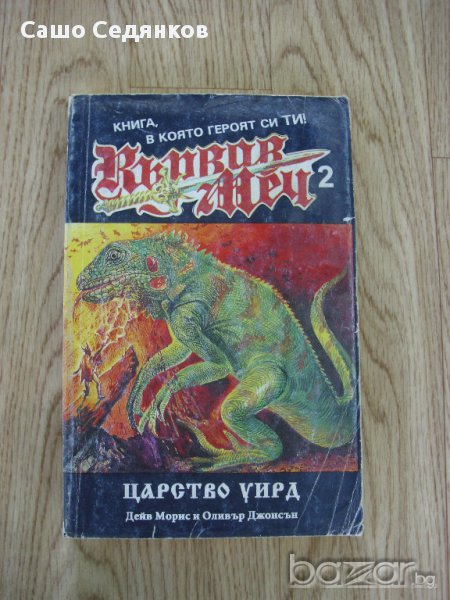 Сашо Седянков
КНИГА,
В КОЯТО ГЕРОЯТ СИ ТИ!
Кървав
Меч 2
ЦАРСТВО УИРД
Дейв Морис и Оливър Джонсън
bazar.bg